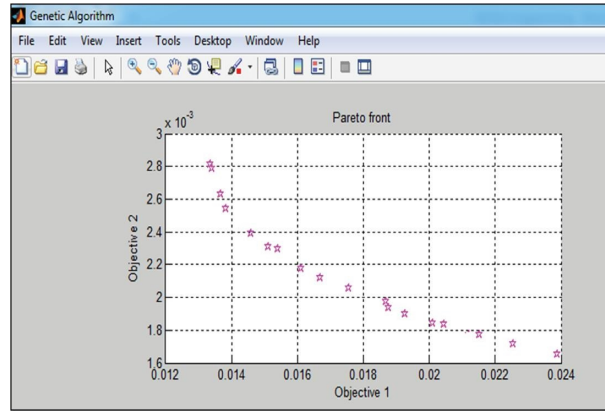 Genetic Algorithm
File Edit View Insert Tools Desktop Window Help
x 10-3
Pareto front
3
2.8
2.6
2.4
2.2
2
1.8
1.6
Objective 2
0.012 0.014 0.016 0.018 0.02 0.022 0.024
Objective 1